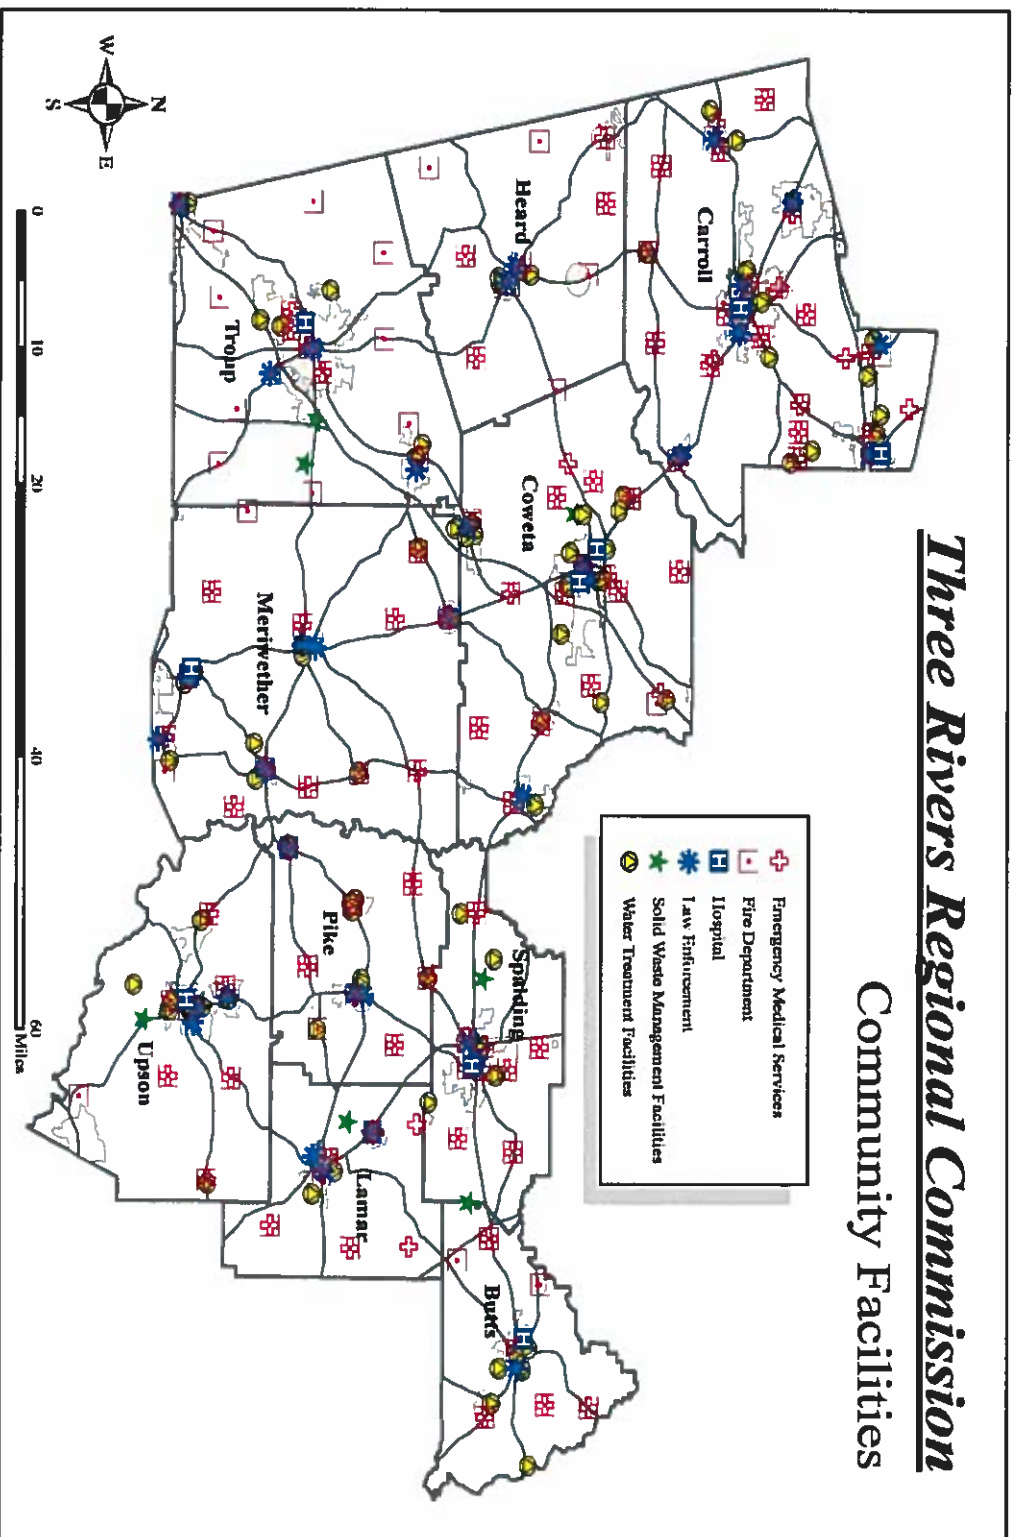 Three Rivers Regional Commission
Community Facilities
Emergency Medical Services
Fire Department
Hospital
Law Enforcement
Solid Waste Management Facilities
Water Treatment Facilities
Carroll
Heard
Coweta
Troup
Meriwether
Spalding
Pike
Butts
Lamar
Upson
H
H
H
H
H
H
H
H
H
N
W
E
S
0
10
20
40
60
Miles